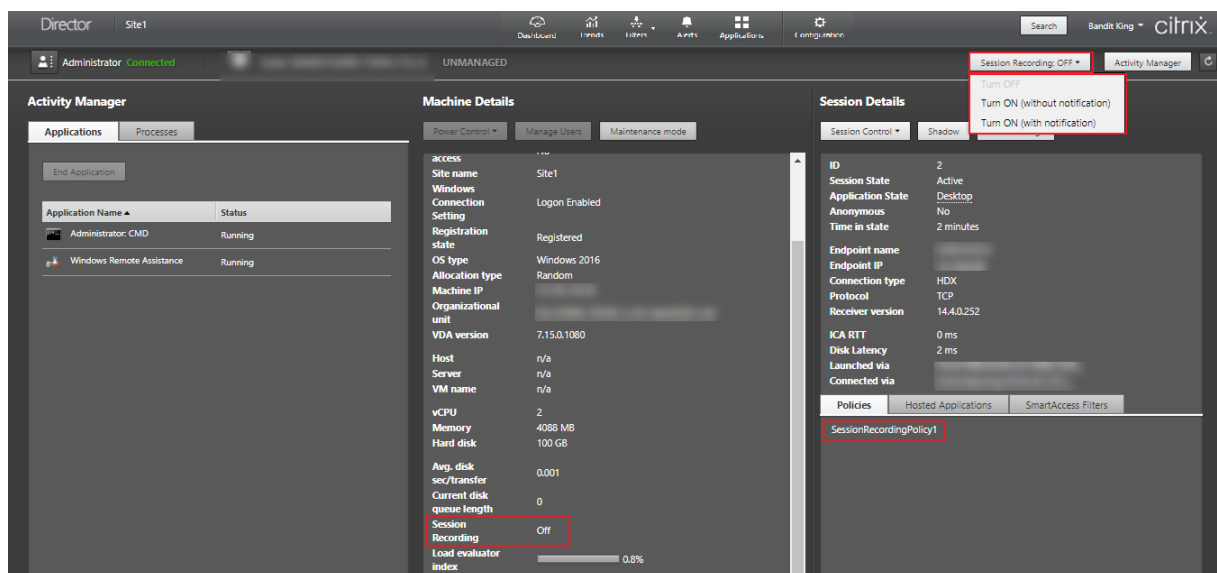 Director Site1
Dashboard Trends Filters Alerts Applications Configuration
Search Bandit King citrix
Administrator Connected UNMANAGED
Session Recording: OFF Activity Manager
Turn OFF
Turn ON (without notification)
Turn ON (with notification)
Activity Manager
Applications Processes
End Application
Application Name Status
Administrator: CMD Running
Windows Remote Assistance Running
Machine Details
Power Control Manage Users Maintenance mode
access No
Site name Site1
Windows
Connection Logon Enabled
Setting
Registration
state Registered
OS type Windows 2016
Allocation type Random
Machine IP
Organizational
unit
VDA version 7.15.0.1080
Host n/a
Server n/a
VM name n/a
vCPU 2
Memory 4088 MB
Hard disk 100 GB
Avg. disk
sec/transfer 0.001
Current disk
queue length 0
Session
Recording Off
Load evaluator
index 0.8%
Session Details
Session Control Shadow
ID 2
Session State Active
Application State Desktop
Anonymous No
Time in state 2 minutes
Endpoint name
Endpoint IP
Connection type HDX
Protocol TCP
Receiver version 14.4.0.252
ICA RTT 0 ms
Disk Latency 2 ms
Launched via
Connected via
Policies Hosted Applications SmartAccess Filters
SessionRecordingPolicy1